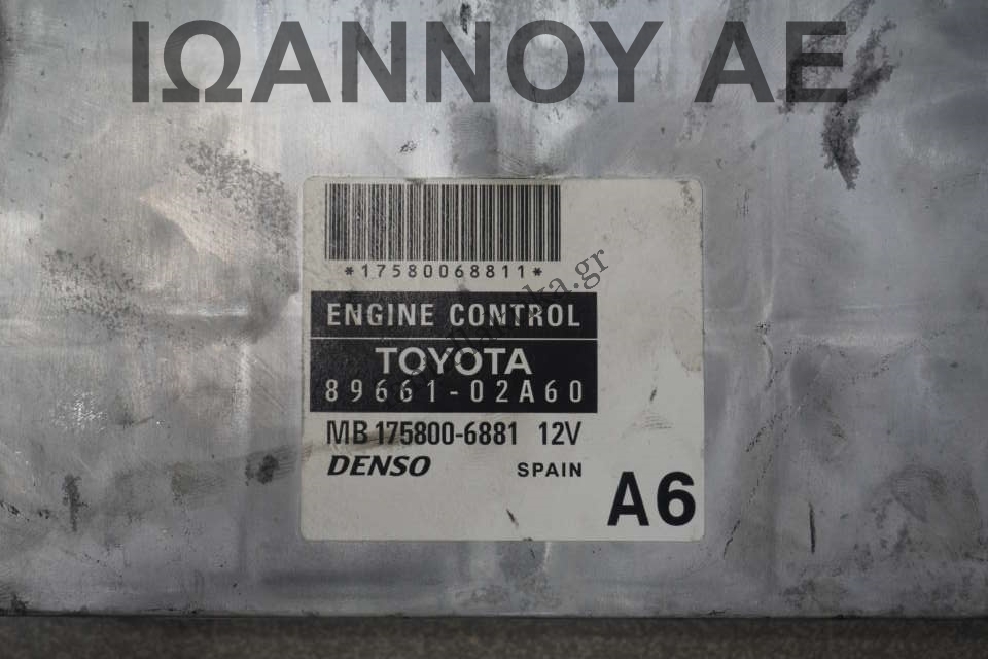 ΙΩΑΝΝΟΥ ΑΕ
*17580068811*
ENGINE CONTROL
TOYOTA
89661-02A60
MB 175800-6881 12V
DENSO SPAIN
A6